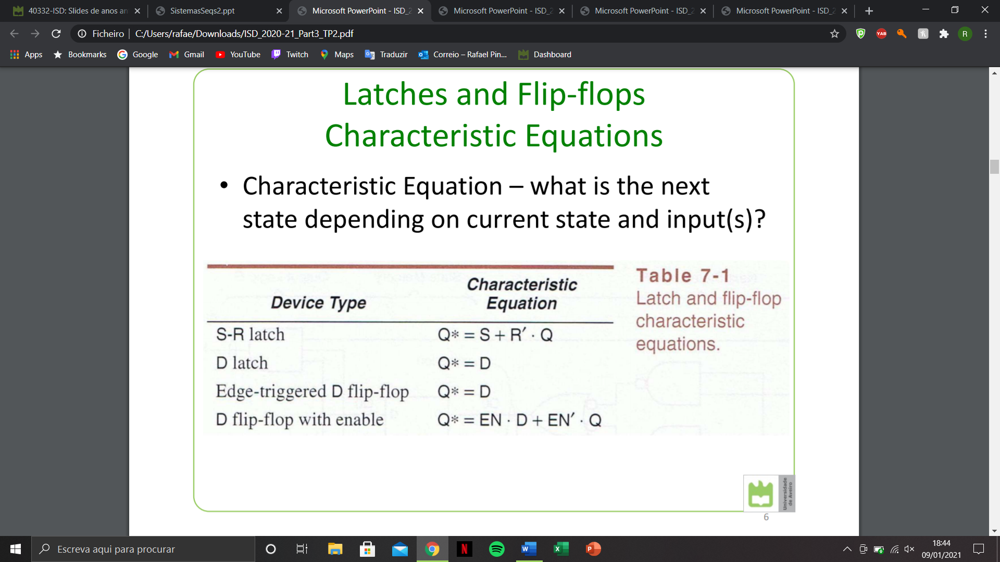 40332-ISD: Slides de anos an
SistemasSeqs2.ppt
Microsoft PowerPoint - ISD_2
Microsoft PowerPoint - ISD_2
Microsoft PowerPoint - ISD_2
Microsoft PowerPoint - ISD_2
Ficheiro
C:/Users/rafae/Downloads/ISD_2020-21_Part3_TP2.pdf
YAB
R
Apps
Bookmarks
Google
Gmail
YouTube
Twitch
Maps
Traduzir
Correio – Rafael Pin...
Dashboard
Latches and Flip-flops
Characteristic Equations
• Characteristic Equation – what is the next
state depending on current state and input(s)?
Device Type
Characteristic
Equation
S-R latch Q* = S + R′ · Q
D latch Q* = D
Edge-triggered D flip-flop Q* = D
D flip-flop with enable Q* = EN · D + EN′ · Q
Table 7-1
Latch and flip-flop
characteristic
equations.
Universidade
de Aveiro
6
Escreva aqui para procurar
18:44
09/01/2021